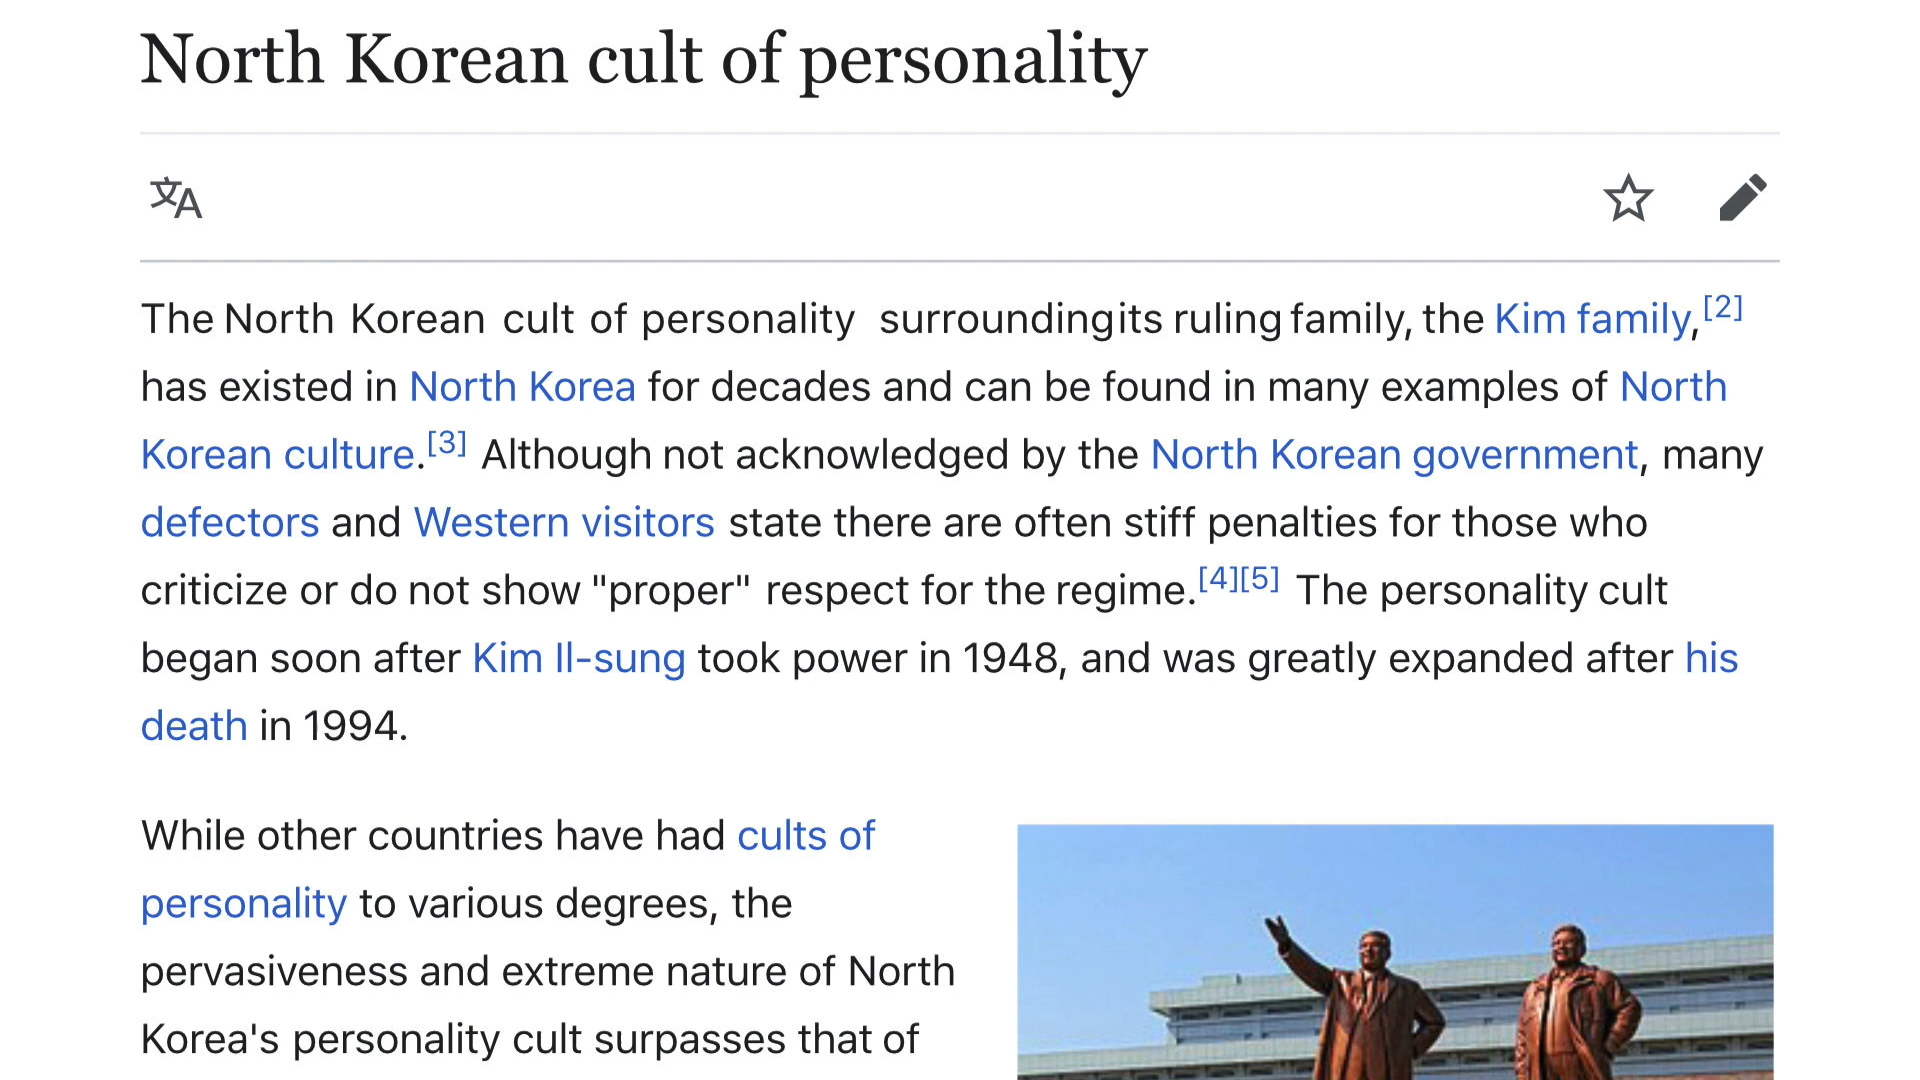 North Korean cult of personality
文A
The North Korean cult of personality surrounding its ruling family, the Kim family,[2]
has existed in North Korea for decades and can be found in many examples of North
Korean culture.[3] Although not acknowledged by the North Korean government, many
defectors and Western visitors state there are often stiff penalties for those who
criticize or do not show "proper" respect for the regime.[4][5] The personality cult
began soon after Kim Il-sung took power in 1948, and was greatly expanded after his
death in 1994.
While other countries have had cults of
personality to various degrees, the
pervasiveness and extreme nature of North
Korea's personality cult surpasses that of